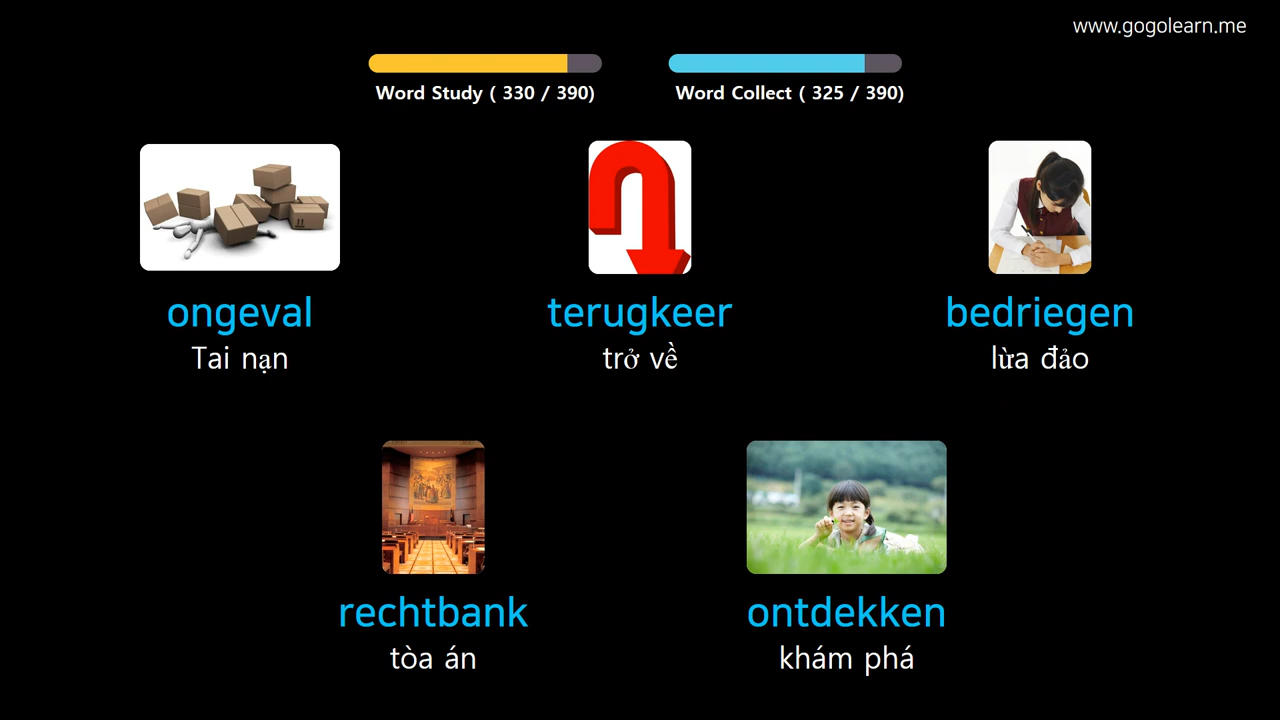 www.gogolearn.me
Word Study ( 330 / 390)
Word Collect ( 325 / 390)
ongeval
Tai nạn
terugkeer
trở về
bedriegen
lừa đảo
rechtbank
tòa án
ontdekken
khám phá